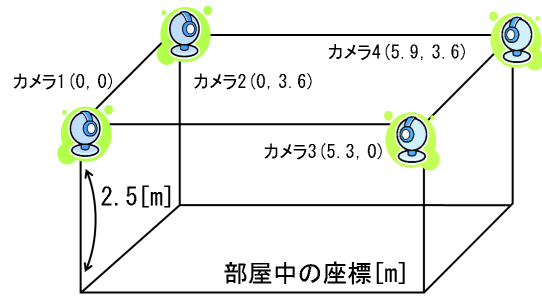 カメラ4(5.9, 3.6)
カメラ1(0, 0)
カメラ2(0, 3.6)
カメラ3(5.3, 0)
2.5[m]
部屋中の座標[m]